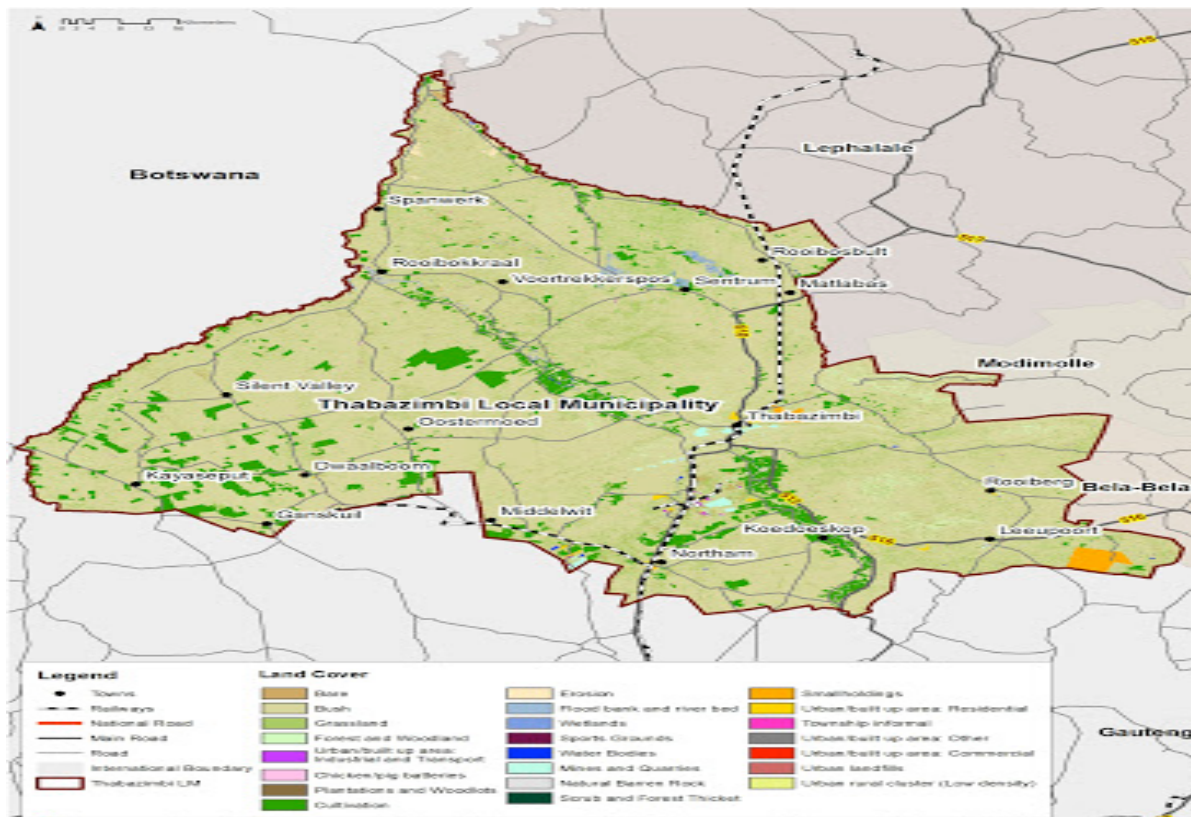 Kilometers
Botswana
Lephalale
Spanwerk
Rooibosbult
Rooibokkraal
Voortrekkerspos
Sentrum
Matlabas
Modimolle
Silent Valley
Thabazimbi Local Municipality
Thabazimbi
Oostermoed
Dwaalboom
Kayaseput
Rooiberg
Bela-Bela
Ganskuil
Middelwit
Koedoeskop
Leeupoort
Northam
Gauteng
Legend
Towns
Railways
National Road
Main Road
Road
International Boundary
Thabazimbi LM
Land Cover
Bare
Bush
Grassland
Forest and Woodland
Urban/built up area:
Industrial and Transport
Chicken/pig batteries
Plantations and Woodlots
Cultivation
Erosion
Flood bank and river bed
Wetlands
Sports Grounds
Water Bodies
Mines and Quarries
Natural Barren Rock
Scrub and Forest Thicket
Smallholdings
Urban/built up area: Residential
Township informal
Urban/built up area: Other
Urban/built up area: Commercial
Urban landfills
Urban rural cluster (Low density)